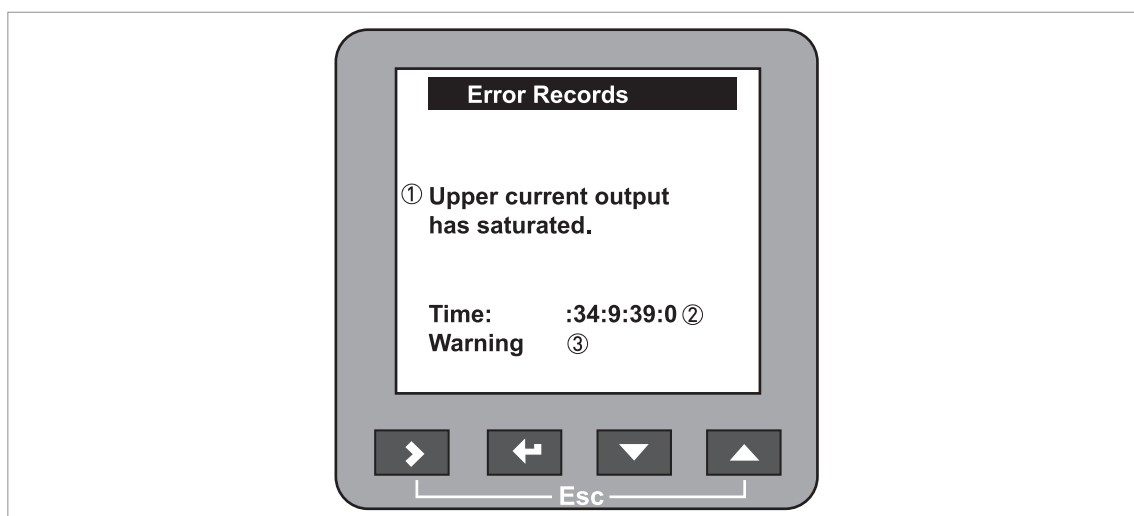 Error Records
① Upper current output
has saturated.
Time: :34:9:39:0 ②
Warning ③
Esc